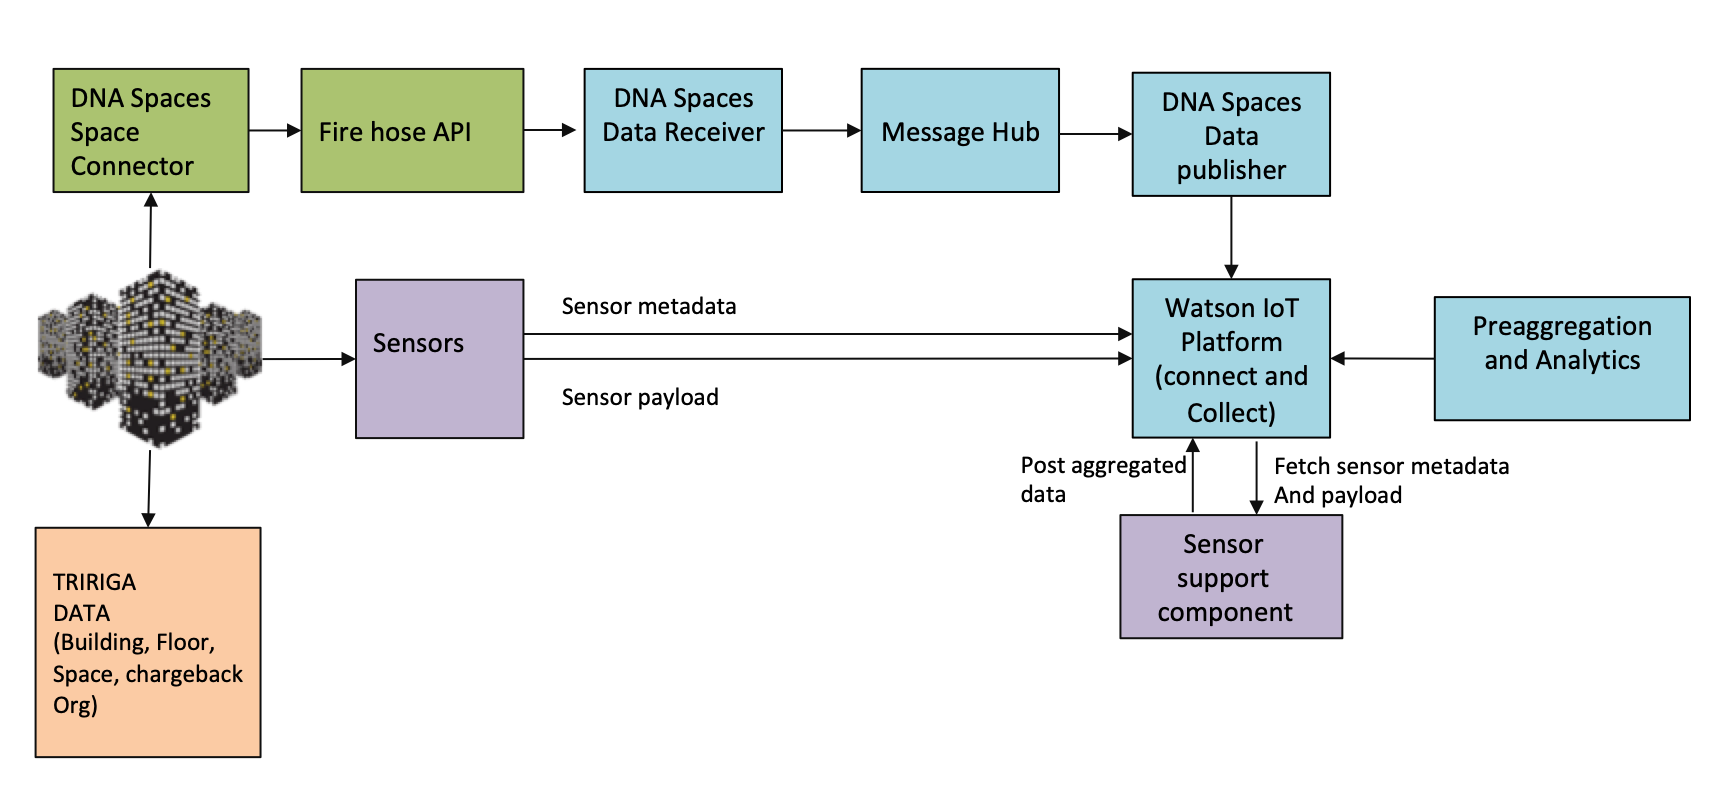 DNA Spaces
Space
Connector
Fire hose API
DNA Spaces
Data Receiver
Message Hub
DNA Spaces
Data
publisher
Sensors
Sensor metadata
Sensor payload
Watson IoT
Platform
(connect and
Collect)
Preaggregation
and Analytics
Post aggregated
data
Fetch sensor metadata
And payload
Sensor
support
component
TRIRIGA
DATA
(Building, Floor,
Space, chargeback
Org)